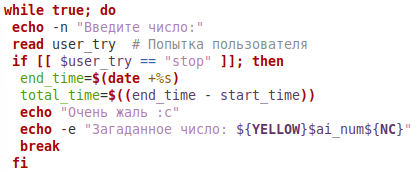 while true; do
echo -n "Введите число:"
read user_try # Попытка пользователя
if [[ $user_try == "stop" ]]; then
end_time=$(date +%s)
total_time=$((end_time - start_time))
echo "Очень жаль :с"
echo -e "Загаданное число: ${YELLOW}$ai_num${NC}"
break
fi